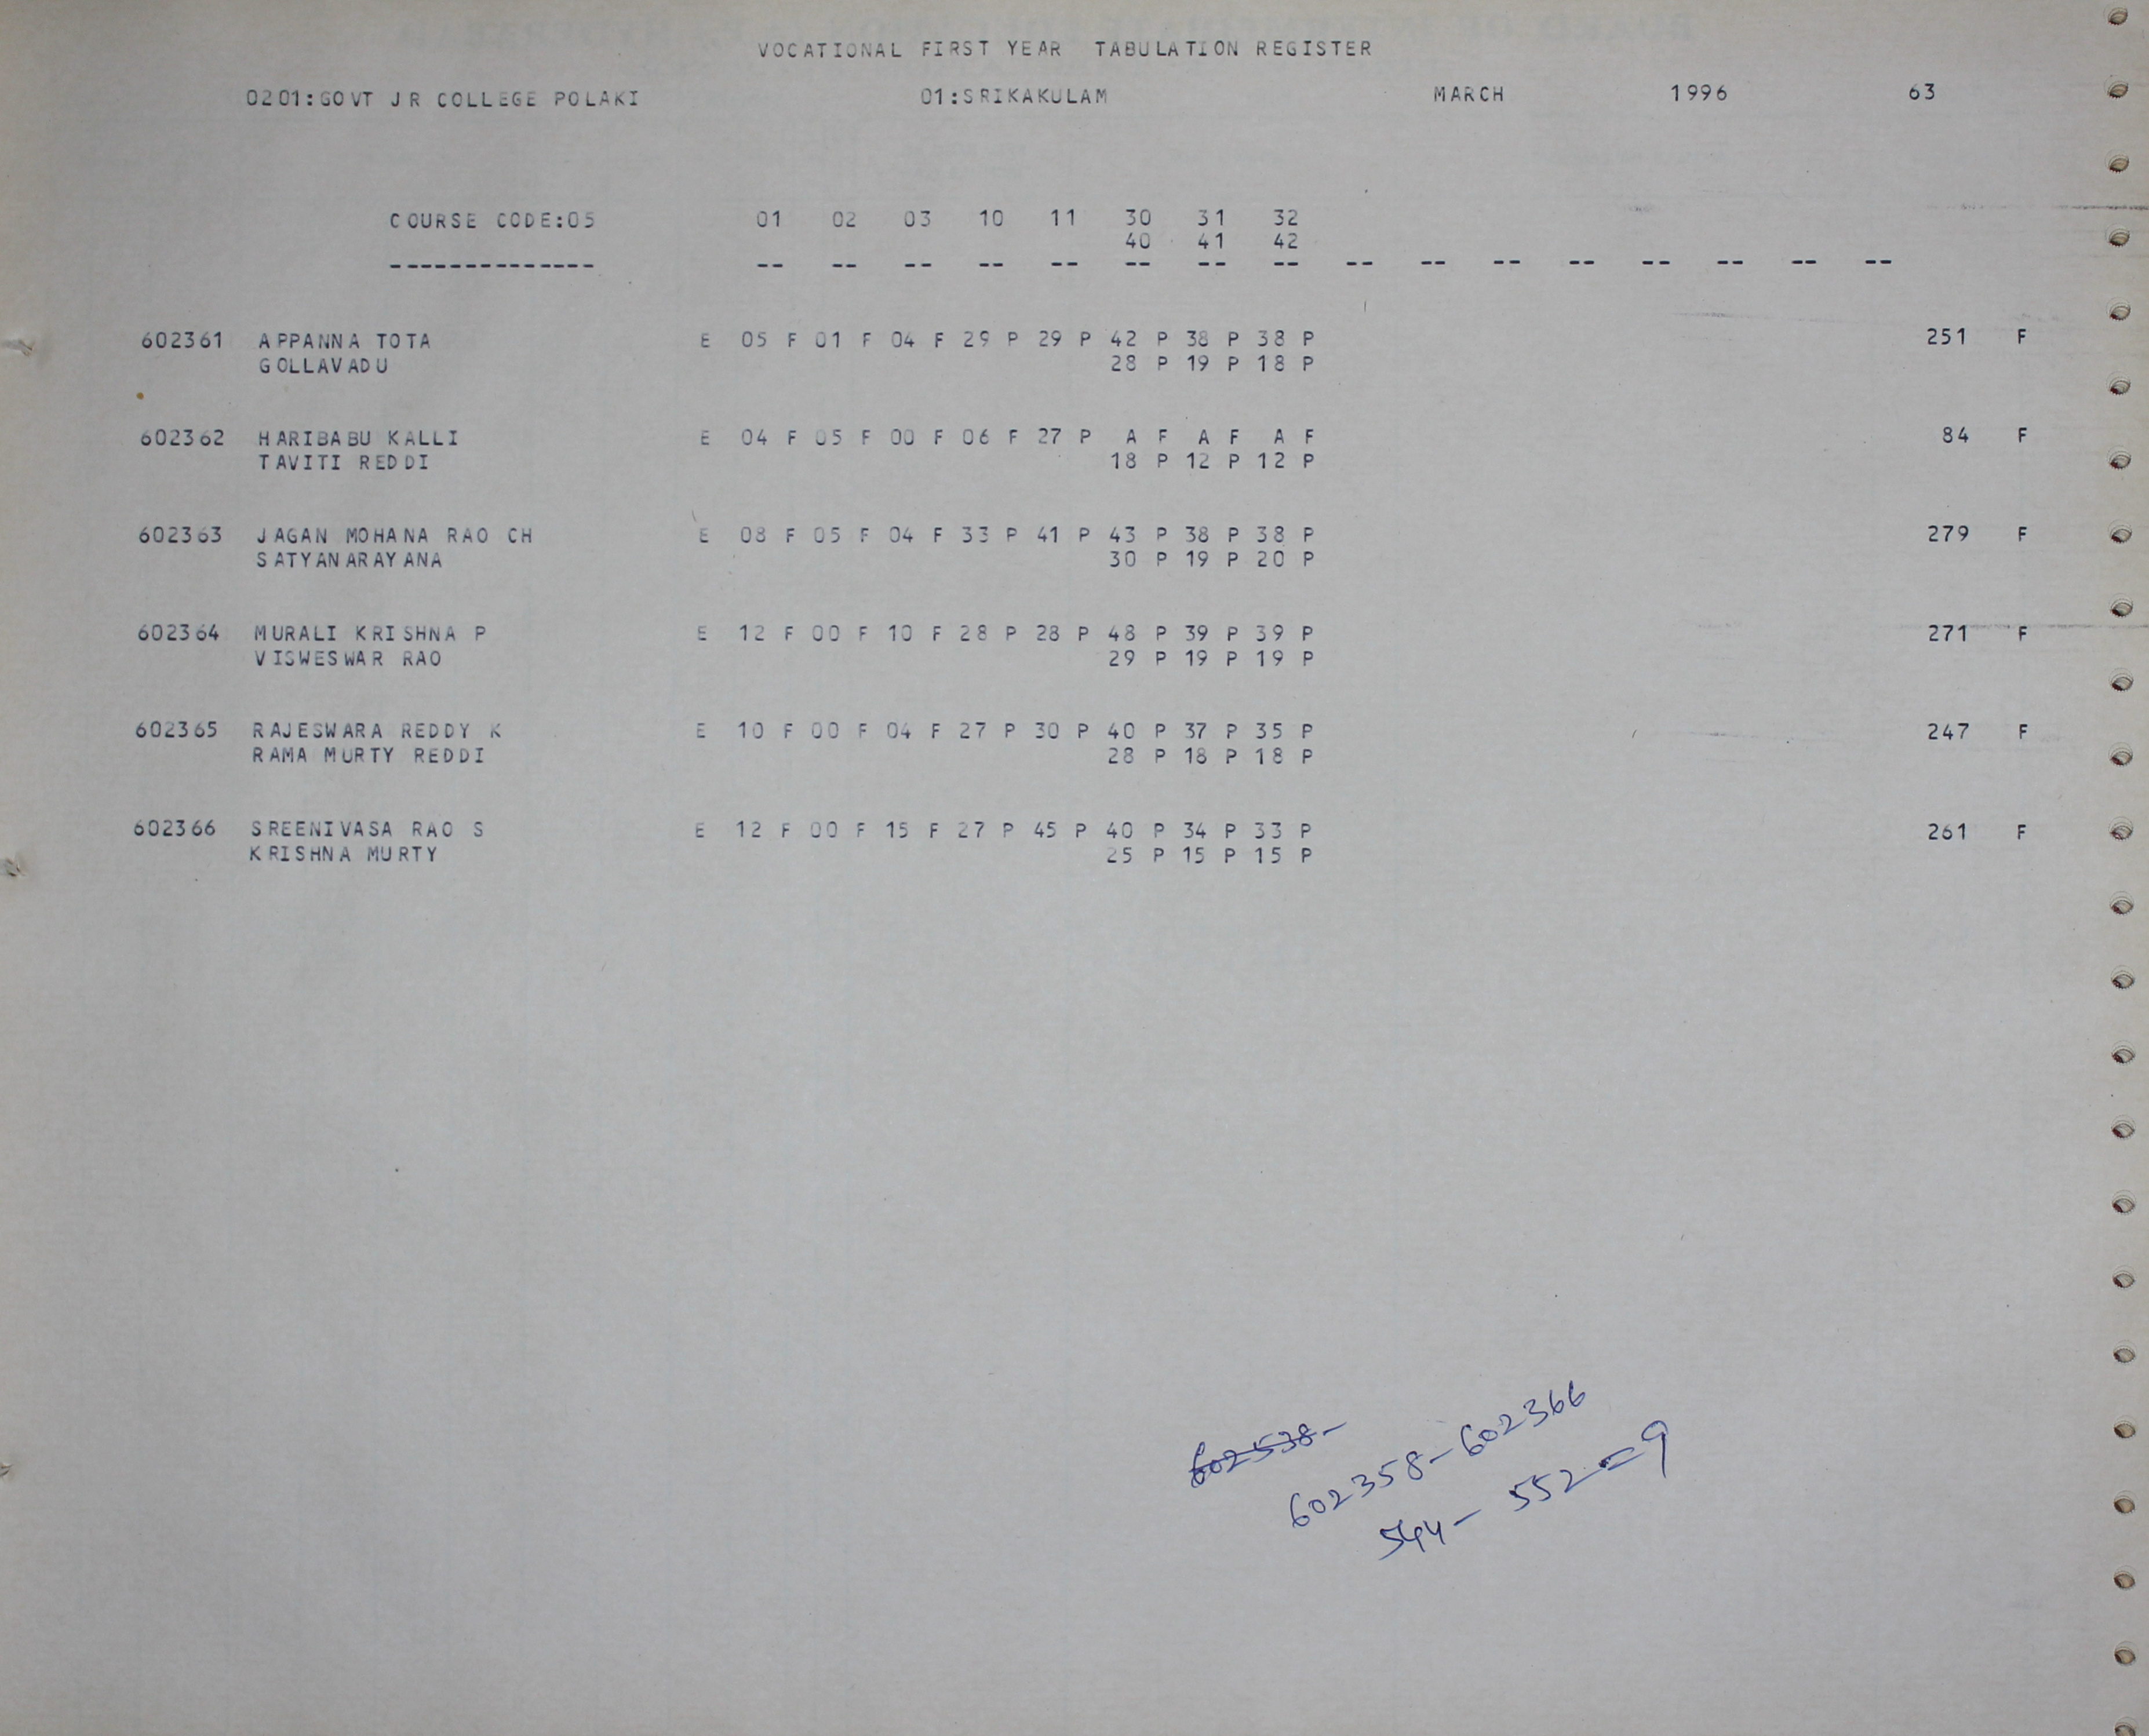 VOCATIONAL FIRST YEAR TABULATION REGISTER
0201:GOVT JR COLLEGE POLAKI 01:SRIKAKULAM MARCH 1996 63
COURSE CODE:05 01 02 03 10 11 30 31 32
40 41 42
-------------- -- -- -- -- -- -- -- -- -- -- -- -- -- -- -- --
602361 APPANNA TOTA E 05 F 01 F 04 F 29 P 29 P 42 P 38 P 38 P 251 F
GOLLAVADU 28 P 19 P 18 P
602362 HARIBABU KALLI E 04 F 05 F 00 F 06 F 27 P A F A F A F 84 F
TAVITI REDDI 18 P 12 P 12 P
602363 JAGAN MOHANA RAO CH E 08 F 05 F 04 F 33 P 41 P 43 P 38 P 38 P 279 F
SATYANARAYANA 30 P 19 P 20 P
602364 MURALI KRISHNA P E 12 F 00 F 10 F 28 P 28 P 48 P 39 P 39 P 271 F
VISWESWAR RAO 29 P 19 P 19 P
602365 RAJESWARA REDDY K E 10 F 00 F 04 F 27 P 30 P 40 P 37 P 35 P 247 F
RAMA MURTY REDDI 28 P 18 P 18 P
602366 SREENIVASA RAO S E 12 F 00 F 15 F 27 P 45 P 40 P 34 P 33 P 261 F
KRISHNA MURTY 25 P 15 P 15 P
602538-
602358-602366
544- 552=9